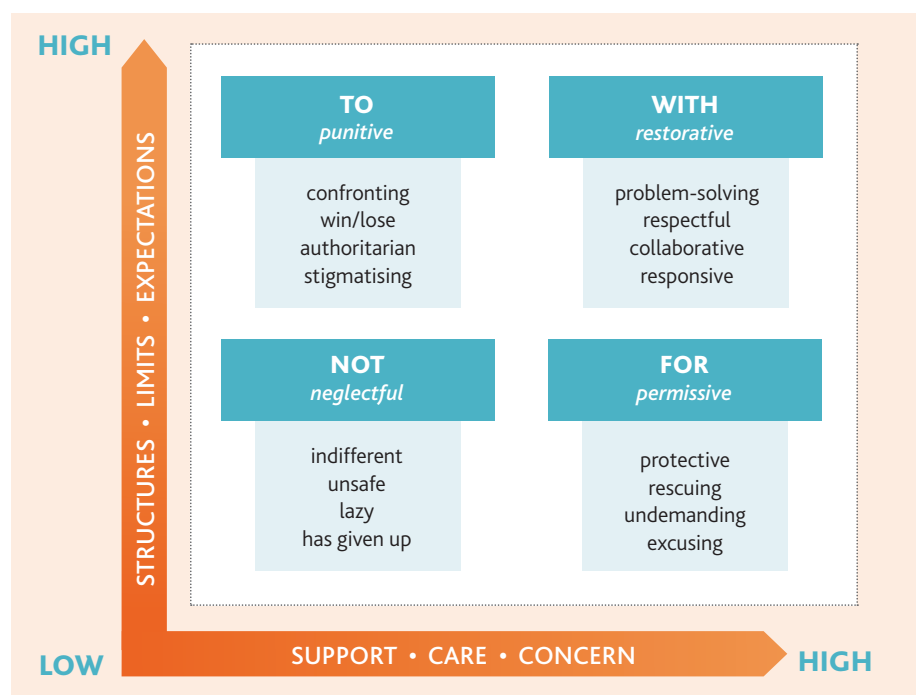 HIGH
STRUCTURES • LIMITS • EXPECTATIONS
TO
punitive
confronting
win/lose
authoritarian
stigmatising
WITH
restorative
problem-solving
respectful
collaborative
responsive
NOT
neglectful
indifferent
unsafe
lazy
has given up
FOR
permissive
protective
rescuing
undemanding
excusing
LOW
SUPPORT • CARE • CONCERN
HIGH